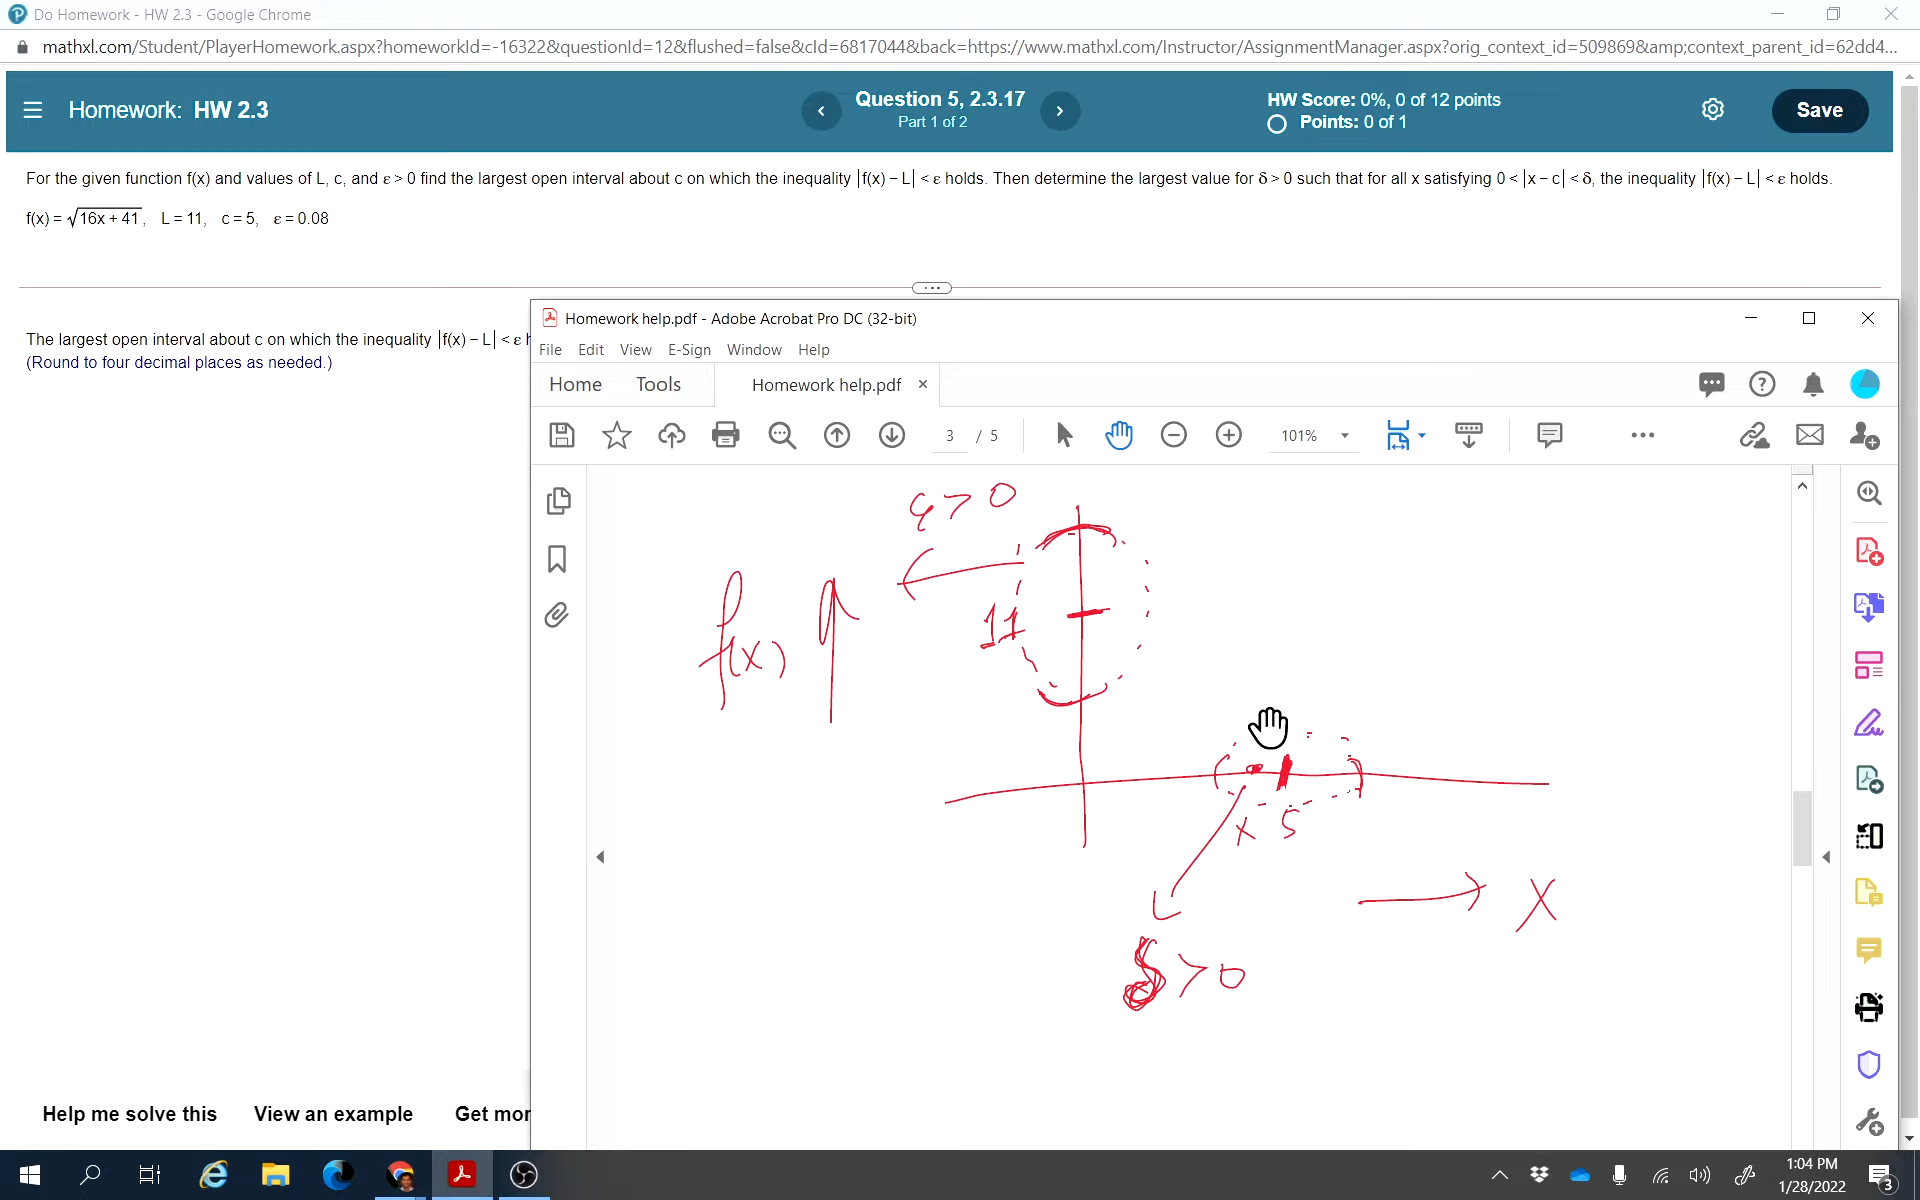 Do Homework - HW 2.3 - Google Chrome
mathxl.com/Student/PlayerHomework.aspx?homeworkId=-16322&questionId=12&flushed=false&cId=6817044&back=https://www.mathxl.com/Instructor/AssignmentManager.aspx?orig_context_id=509869&amp;context_parent_id=62dd4...
Homework: HW 2.3
Question 5, 2.3.17
Part 1 of 2
HW Score: 0%, 0 of 12 points
Points: 0 of 1
Save
For the given function f(x) and values of L, c, and ε > 0 find the largest open interval about c on which the inequality |f(x) − L| < ε holds. Then determine the largest value for δ > 0 such that for all x satisfying 0 < |x − c| < δ, the inequality |f(x) − L| < ε holds.
f(x) = √16x + 41, L = 11, c = 5, ε = 0.08
The largest open interval about c on which the inequality |f(x) − L| < ε h
(Round to four decimal places as needed.)
Homework help.pdf - Adobe Acrobat Pro DC (32-bit)
File Edit View E-Sign Window Help
Home Tools Homework help.pdf ×
3 / 5 101%
ε > 0
f(x)
11
x 5
X
δ > 0
Help me solve this View an example Get mor
1:04 PM
1/28/2022
3